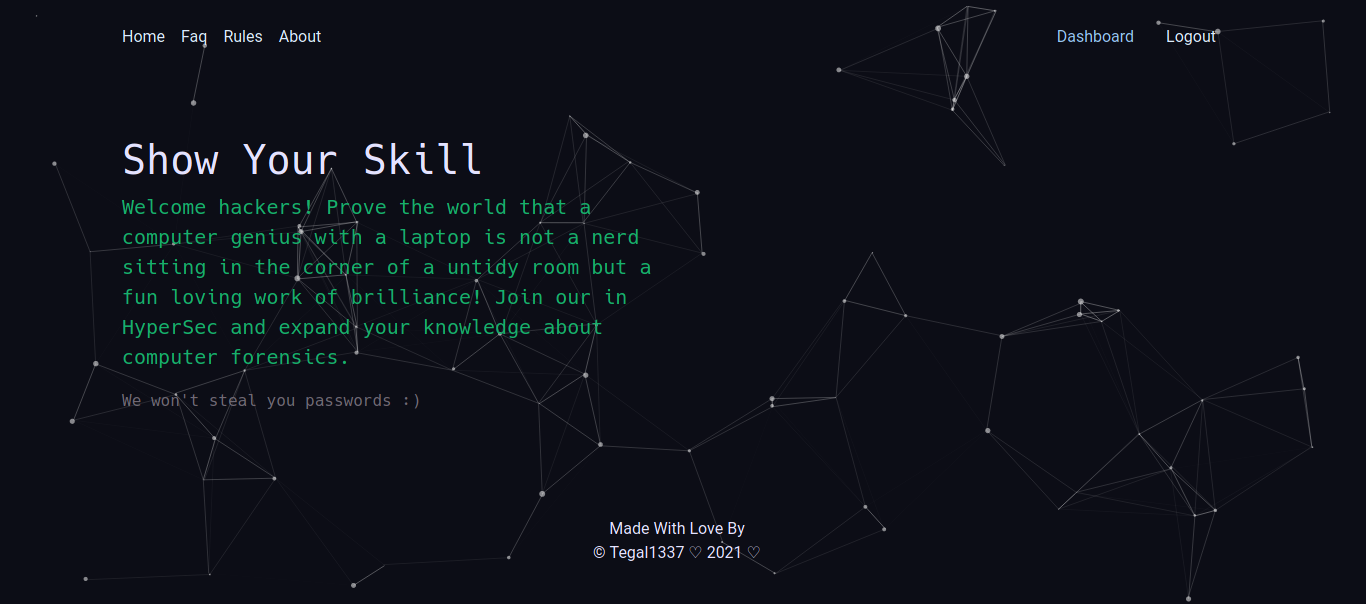 Home Faq Rules About Dashboard Logout
Show Your Skill
Welcome hackers! Prove the world that a
computer genius with a laptop is not a nerd
sitting in the corner of a untidy room but a
fun loving work of brilliance! Join our in
HyperSec and expand your knowledge about
computer forensics.
We won't steal you passwords :)
Made With Love By
© Tegal1337 ♡ 2021 ♡